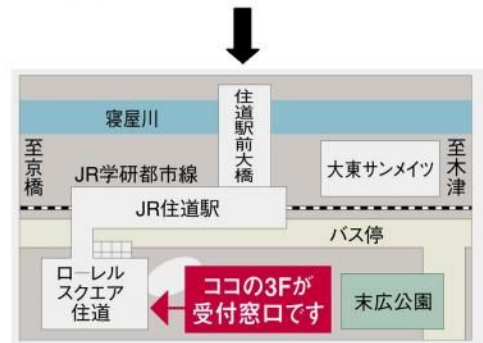 寝屋川
住道駅前大橋
至京橋
至木津
JR学研都市線
大東サンメイツ
JR住道駅
バス停
ローレル
スクエア
住道
ココの3Fが
受付窓口です
末広公園